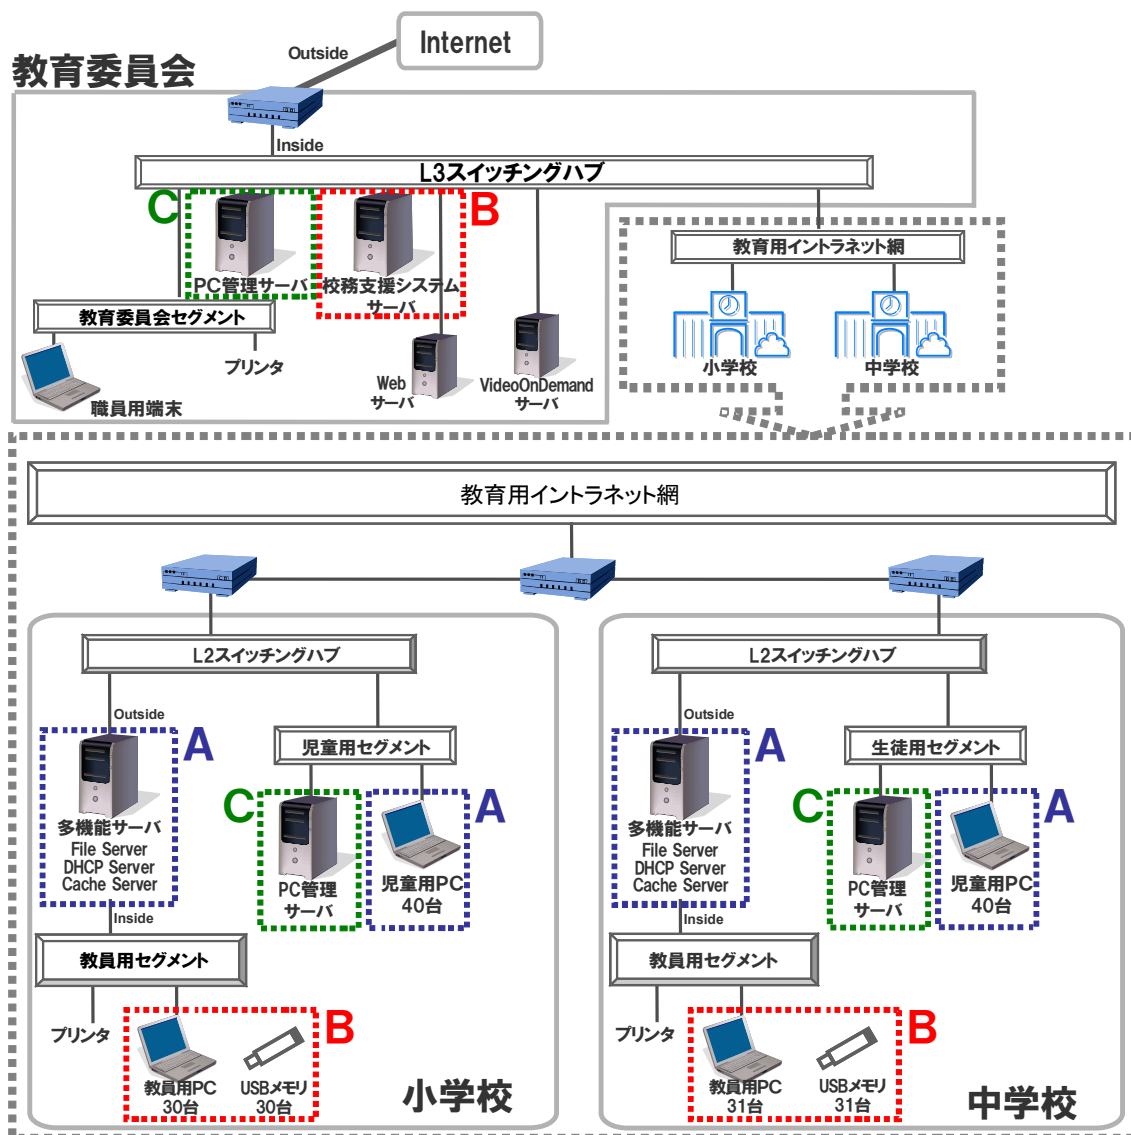 Internet
Outside
教育委員会
Inside
L3スイッチングハブ
C
B
PC管理サーバ
校務支援システム
サーバ
教育用イントラネット網
小学校
中学校
教育委員会セグメント
プリンタ
職員用端末
Web
サーバ
VideoOnDemand
サーバ
教育用イントラネット網
L2スイッチングハブ
Outside
A
多機能サーバ
File Server
DHCP Server
Cache Server
Inside
児童用セグメント
C
PC管理
サーバ
A
児童用PC
40台
教員用セグメント
プリンタ
B
教員用PC
30台
USBメモリ
30台
小学校
L2スイッチングハブ
Outside
A
多機能サーバ
File Server
DHCP Server
Cache Server
Inside
生徒用セグメント
C
PC管理
サーバ
A
児童用PC
40台
教員用セグメント
プリンタ
B
教員用PC
31台
USBメモリ
31台
中学校